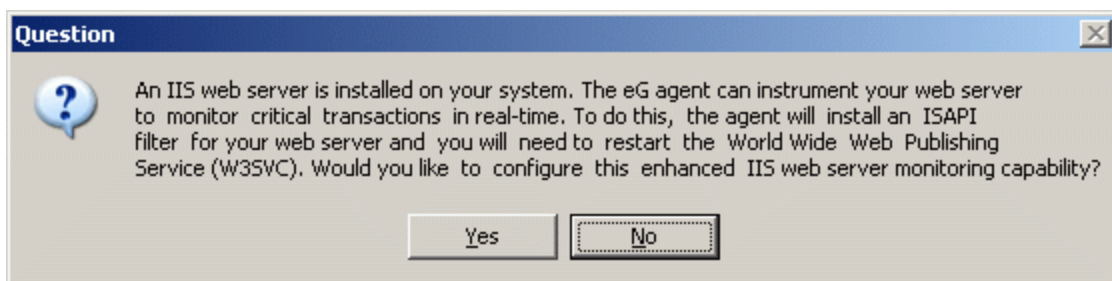 Question
An IIS web server is installed on your system. The eG agent can instrument your web server
to monitor critical transactions in real-time. To do this, the agent will install an ISAPI
filter for your web server and you will need to restart the World Wide Web Publishing
Service (W3SVC). Would you like to configure this enhanced IIS web server monitoring capability?
Yes No